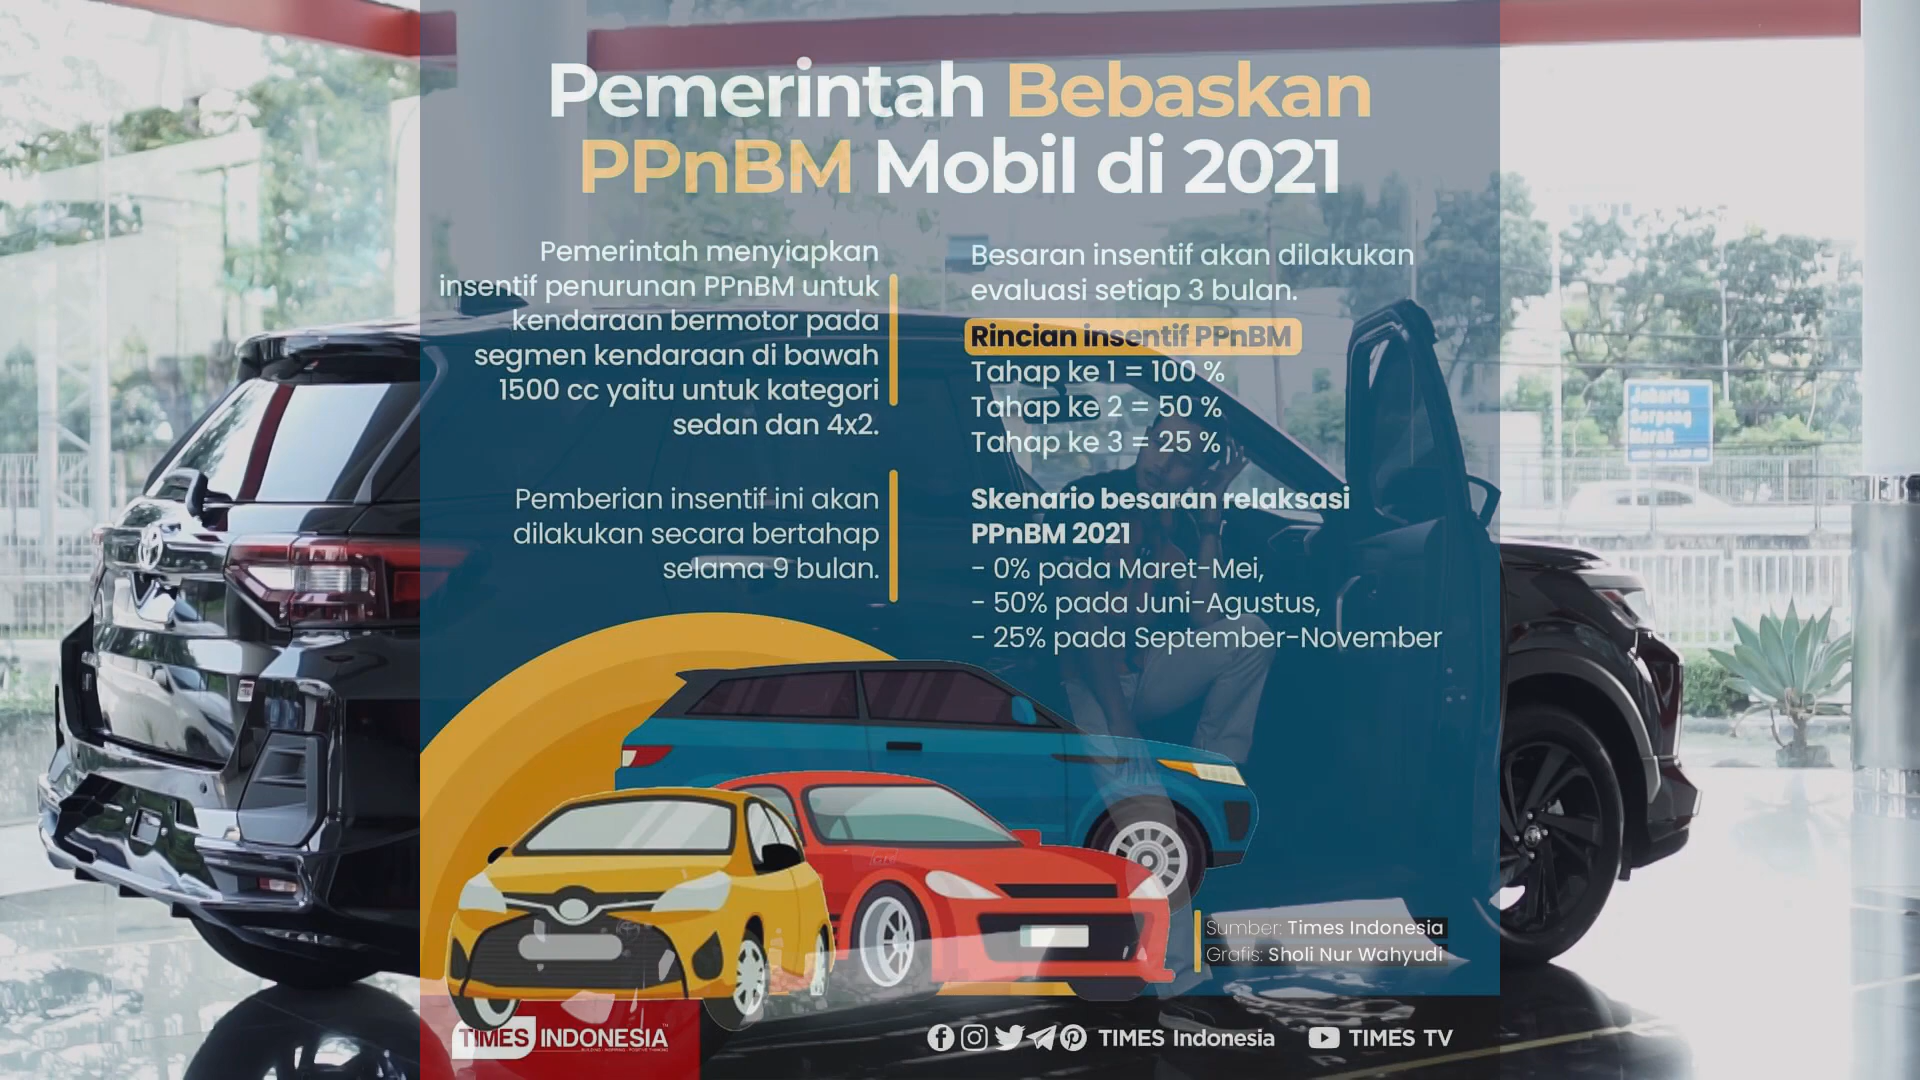 Pemerintah Bebaskan
PPnBM Mobil di 2021
Pemerintah menyiapkan
insentif penurunan PPnBM untuk
kendaraan bermotor pada
segmen kendaraan di bawah
1500 cc yaitu untuk kategori
sedan dan 4x2.
Pemberian insentif ini akan
dilakukan secara bertahap
selama 9 bulan.
Besaran insentif akan dilakukan
evaluasi setiap 3 bulan.
Rincian insentif PPnBM
Tahap ke 1 = 100 %
Tahap ke 2 = 50 %
Tahap ke 3 = 25 %
Skenario besaran relaksasi
PPnBM 2021
- 0% pada Maret-Mei,
- 50% pada Juni-Agustus,
- 25% pada September-November
Jakarta
Serpong
Merak
Sumber: Times Indonesia
Grafis: Sholi Nur Wahyudi
TIMES INDONESIA
TIMES Indonesia
TIMES TV